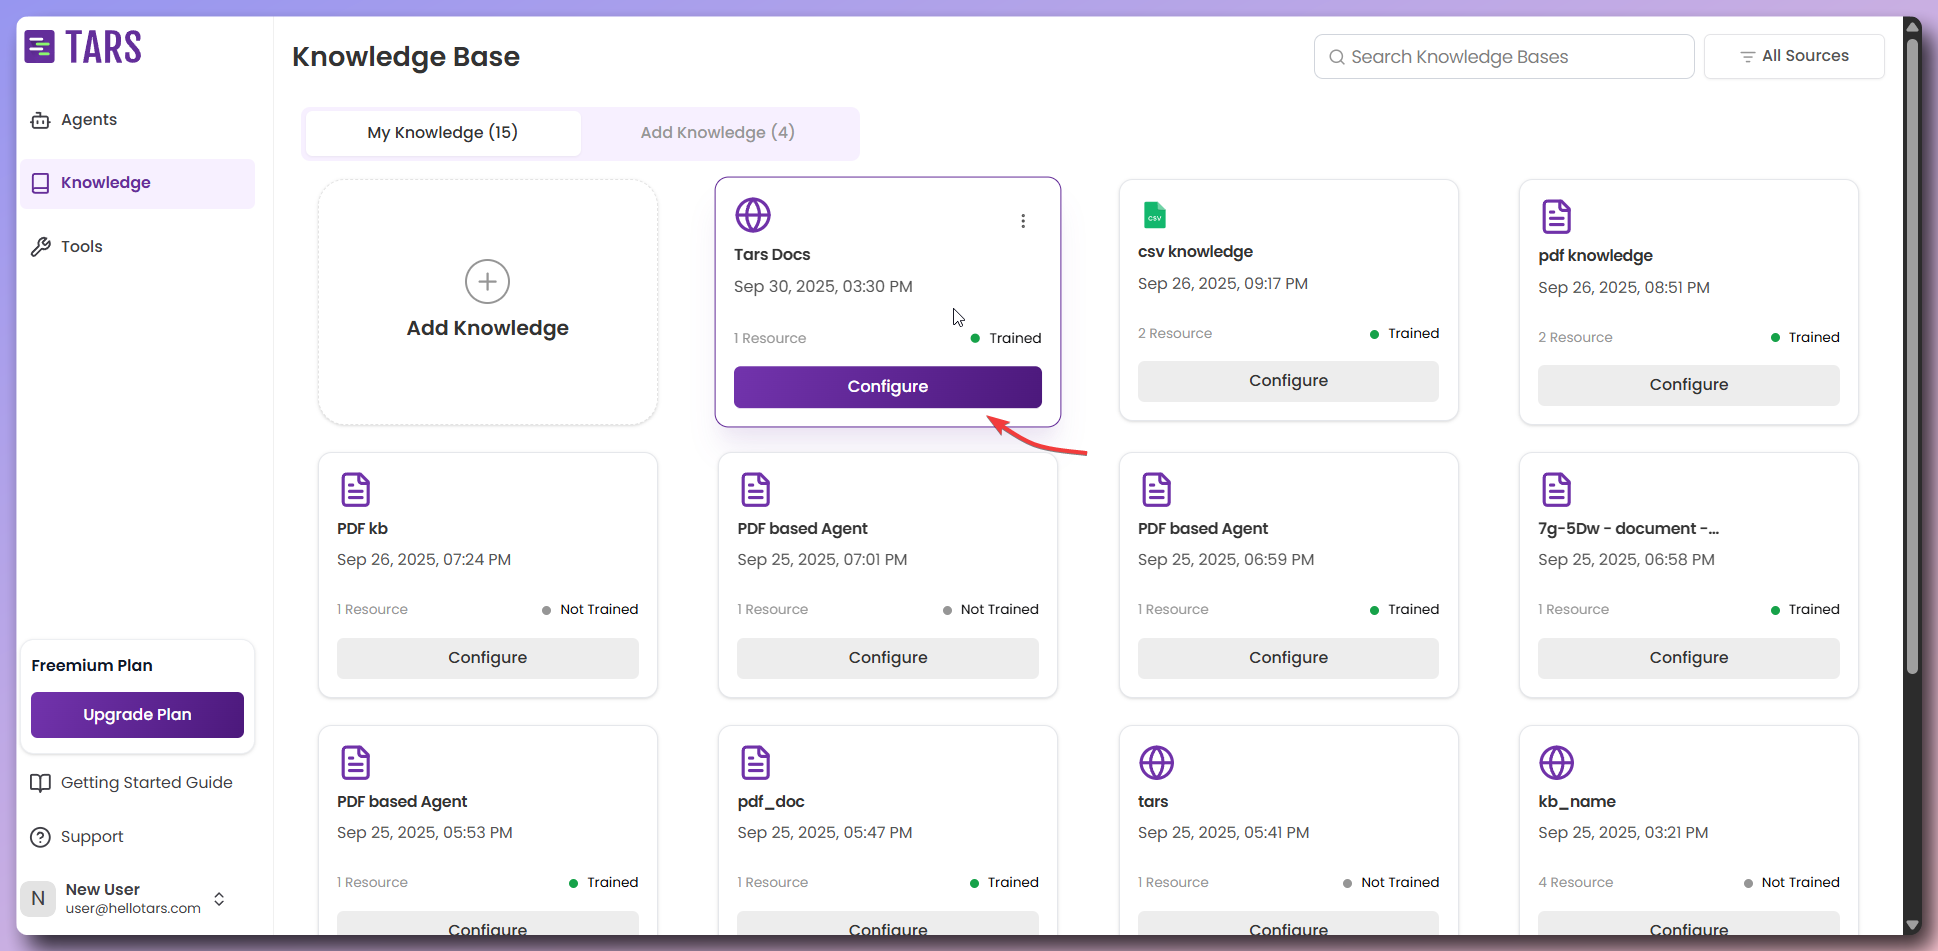 TARS
Agents
Knowledge
Tools
Freemium Plan
Upgrade Plan
Getting Started Guide
Support
N
New User
user@hellotars.com
Knowledge Base
Search Knowledge Bases
All Sources
My Knowledge (15)
Add Knowledge (4)
Add Knowledge
Tars Docs
Sep 30, 2025, 03:30 PM
1 Resource
Trained
Configure
CSV
csv knowledge
Sep 26, 2025, 09:17 PM
2 Resource
Trained
Configure
pdf knowledge
Sep 26, 2025, 08:51 PM
2 Resource
Trained
Configure
PDF kb
Sep 26, 2025, 07:24 PM
1 Resource
Not Trained
Configure
PDF based Agent
Sep 25, 2025, 07:01 PM
1 Resource
Not Trained
Configure
PDF based Agent
Sep 25, 2025, 06:59 PM
1 Resource
Trained
Configure
7g-5Dw - document -...
Sep 25, 2025, 06:58 PM
1 Resource
Trained
Configure
PDF based Agent
Sep 25, 2025, 05:53 PM
1 Resource
Trained
Configure
pdf_doc
Sep 25, 2025, 05:47 PM
1 Resource
Trained
Configure
tars
Sep 25, 2025, 05:41 PM
1 Resource
Not Trained
Configure
kb_name
Sep 25, 2025, 03:21 PM
4 Resource
Not Trained
Configure